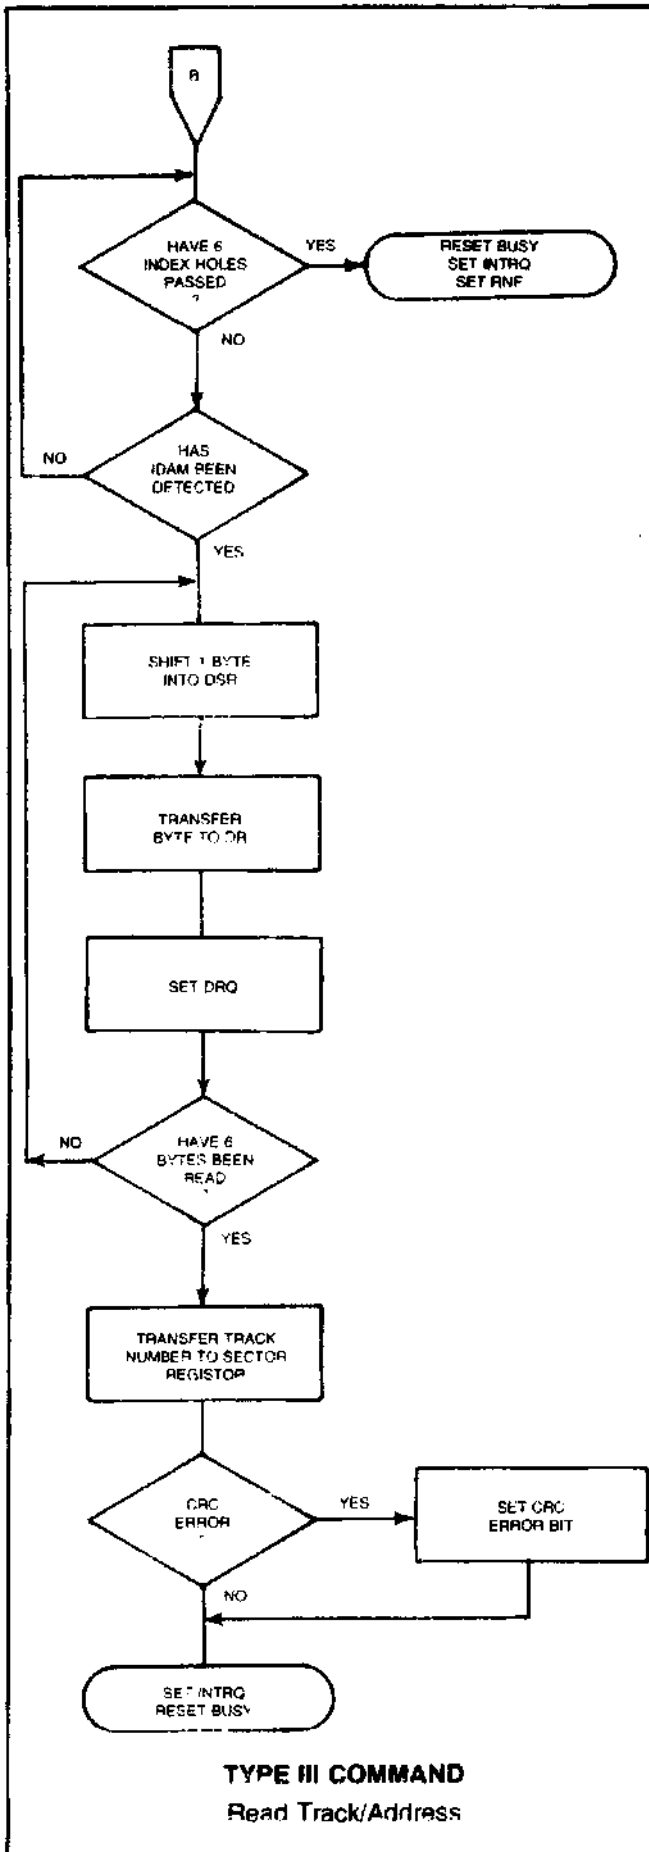 B
HAVE 6
INDEX HOLES
PASSED
?
YES
RESET BUSY
SET INTRQ
SET RNF
NO
HAS
IDAM BEEN
DETECTED
NO
YES
SHIFT 1 BYTE
INTO DSR
TRANSFER
BYTE TO DR
SET DRQ
HAVE 6
BYTES BEEN
READ
?
NO
YES
TRANSFER TRACK
NUMBER TO SECTOR
REGISTOR
CRC
ERROR
?
YES
SET CRC
ERROR BIT
NO
SET INTRQ
RESET BUSY
TYPE III COMMAND
Read Track/Address